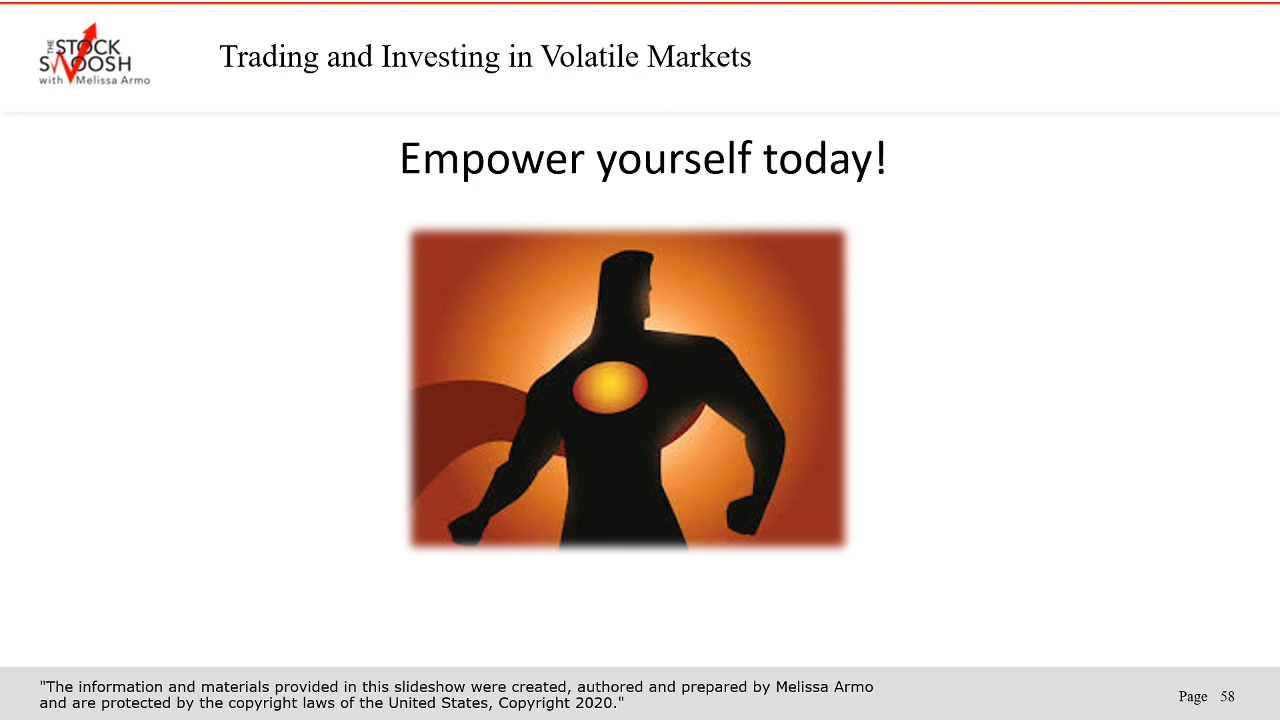 THE STOCK
SWOOSH
with Melissa Armo
Trading and Investing in Volatile Markets
Empower yourself today!
"The information and materials provided in this slideshow were created, authored and prepared by Melissa Armo
and are protected by the copyright laws of the United States, Copyright 2020."
Page 58